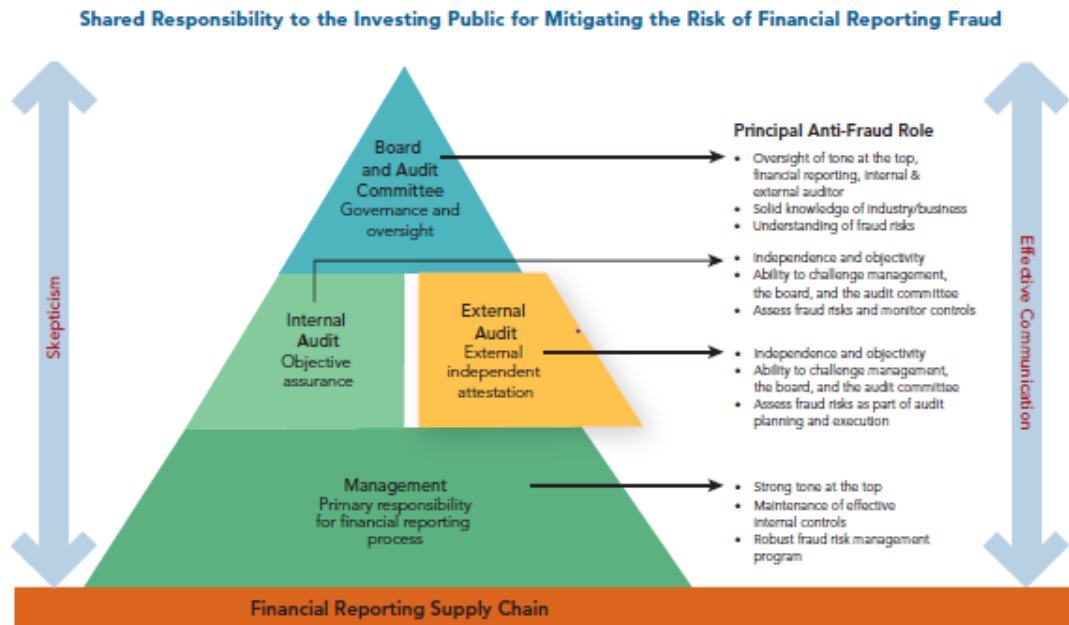 Shared Responsibility to the Investing Public for Mitigating the Risk of Financial Reporting Fraud
Skepticism
Board
and Audit
Committee
Governance and
oversight
Internal
Audit
Objective
assurance
External
Audit
External
independent
attestation
Management
Primary responsibility
for financial reporting
process
Principal Anti-Fraud Role
• Oversight of tone at the top,
financial reporting, internal &
external auditor
• Solid knowledge of industry/business
• Understanding of fraud risks
• Independence and objectivity
• Ability to challenge management,
the board, and the audit committee
• Assess fraud risks and monitor controls
• Independence and objectivity
• Ability to challenge management,
the board, and the audit committee
• Assess fraud risks as part of audit
planning and execution
• Strong tone at the top
• Maintenance of effective
internal controls
• Robust fraud risk management
program
Effective Communication
Financial Reporting Supply Chain